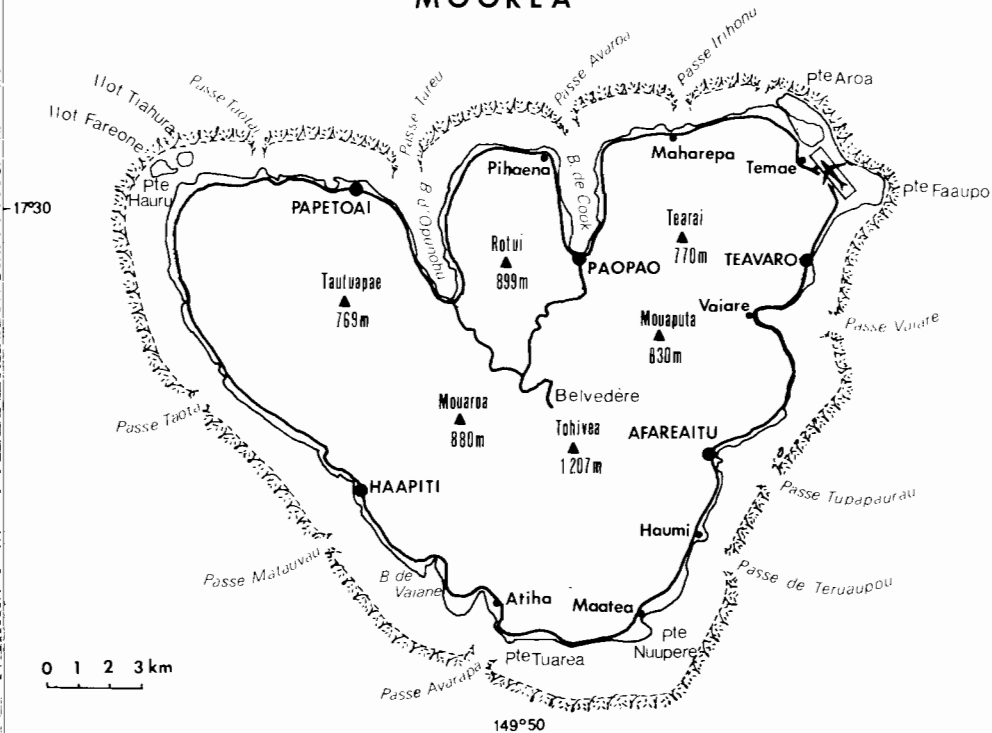 MOOREA
Passe Irihonu
Passe Avaroa
Pte Aroa
Passe Tareu
Passe Taotai
Ilot Tiahura
Ilot Fareone
Pte Hauru
17°30
PAPETOAI
B d'Opunohu
Pihaena
B de Cook
Maharepa
Temae
Pte Faaupo
Rotui
899m
Tearai
770m
PAOPAO
TEAVARO
Tautuapae
769m
Vaiare
Passe Vaiare
Mouaputa
830m
Belvedère
Mouaroa
880m
Tohivea
1 207m
AFAREAITU
Passe Taota
HAAPITI
Passe Tupapaurau
Haumi
Passe Matauvau
B de
Vaiane
Passe de Teruaupou
Atiha
Maatea
Pte
Nuupere
Pte Tuarea
Passe Avarapa
0 1 2 3 km
149°50